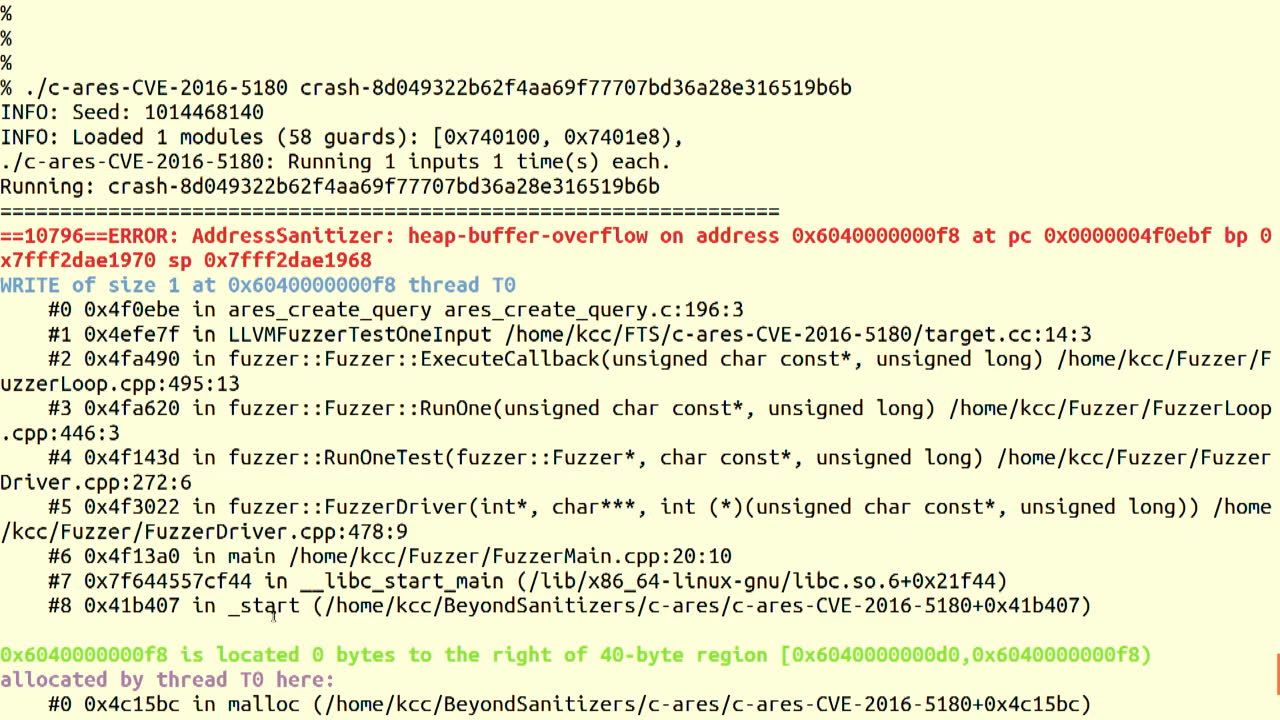 %
%
%
% ./c-ares-CVE-2016-5180 crash-8d049322b62f4aa69f77707bd36a28e316519b6b
INFO: Seed: 1014468140
INFO: Loaded 1 modules (58 guards): [0x740100, 0x7401e8),
./c-ares-CVE-2016-5180: Running 1 inputs 1 time(s) each.
Running: crash-8d049322b62f4aa69f77707bd36a28e316519b6b
=================================================================
==10796==ERROR: AddressSanitizer: heap-buffer-overflow on address 0x6040000000f8 at pc 0x0000004f0ebf bp 0
x7fff2dae1970 sp 0x7fff2dae1968
WRITE of size 1 at 0x6040000000f8 thread T0
    #0 0x4f0ebe in ares_create_query ares_create_query.c:196:3
    #1 0x4efe7f in LLVMFuzzerTestOneInput /home/kcc/FTS/c-ares-CVE-2016-5180/target.cc:14:3
    #2 0x4fa490 in fuzzer::Fuzzer::ExecuteCallback(unsigned char const*, unsigned long) /home/kcc/Fuzzer/F
uzzerLoop.cpp:495:13
    #3 0x4fa620 in fuzzer::Fuzzer::RunOne(unsigned char const*, unsigned long) /home/kcc/Fuzzer/FuzzerLoop
.cpp:446:3
    #4 0x4f143d in fuzzer::RunOneTest(fuzzer::Fuzzer*, char const*, unsigned long) /home/kcc/Fuzzer/Fuzzer
Driver.cpp:272:6
    #5 0x4f3022 in fuzzer::FuzzerDriver(int*, char***, int (*)(unsigned char const*, unsigned long)) /home
/kcc/Fuzzer/FuzzerDriver.cpp:478:9
    #6 0x4f13a0 in main /home/kcc/Fuzzer/FuzzerMain.cpp:20:10
    #7 0x7f644557cf44 in __libc_start_main (/lib/x86_64-linux-gnu/libc.so.6+0x21f44)
    #8 0x41b407 in _start (/home/kcc/BeyondSanitizers/c-ares/c-ares-CVE-2016-5180+0x41b407)
0x6040000000f8 is located 0 bytes to the right of 40-byte region [0x6040000000d0,0x6040000000f8)
allocated by thread T0 here:
    #0 0x4c15bc in malloc (/home/kcc/BeyondSanitizers/c-ares/c-ares-CVE-2016-5180+0x4c15bc)